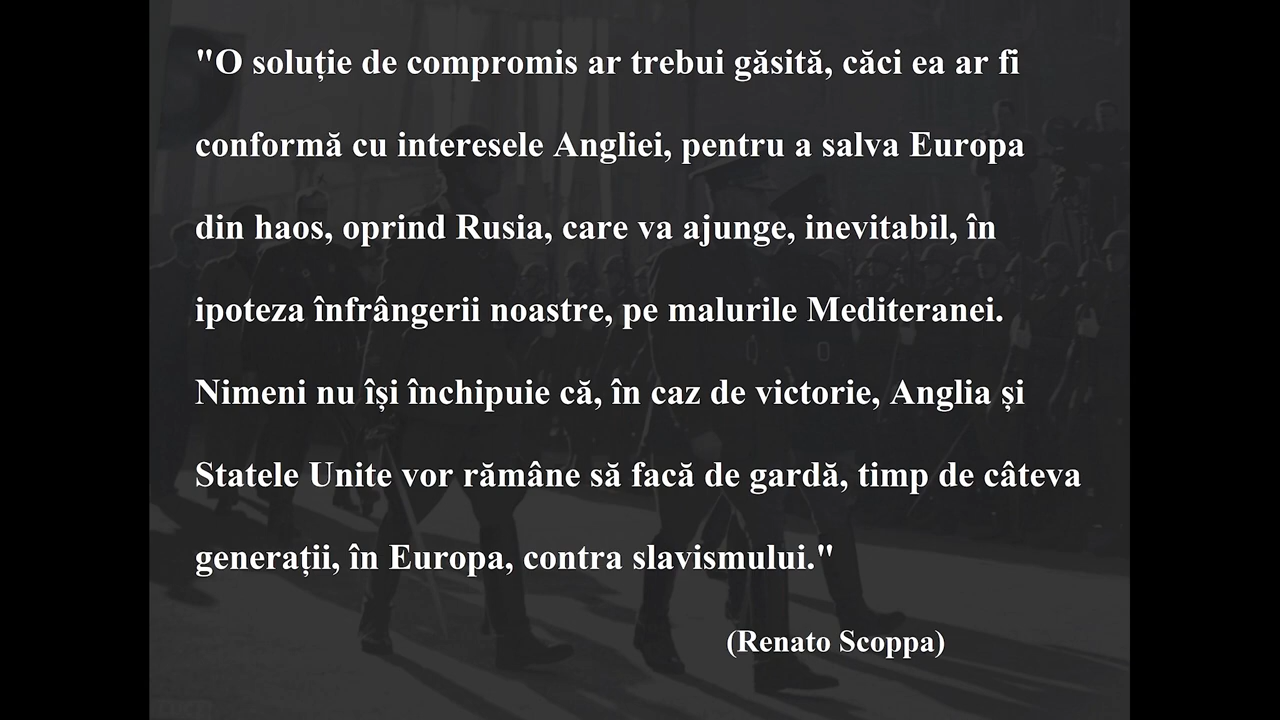 "O soluție de compromis ar trebui găsită, căci ea ar fi
conformă cu interesele Angliei, pentru a salva Europa
din haos, oprind Rusia, care va ajunge, inevitabil, în
ipoteza înfrângerii noastre, pe malurile Mediteranei.
Nimeni nu își închipuie că, în caz de victorie, Anglia și
Statele Unite vor rămâne să facă de gardă, timp de câteva
generații, în Europa, contra slavismului."
(Renato Scoppa)